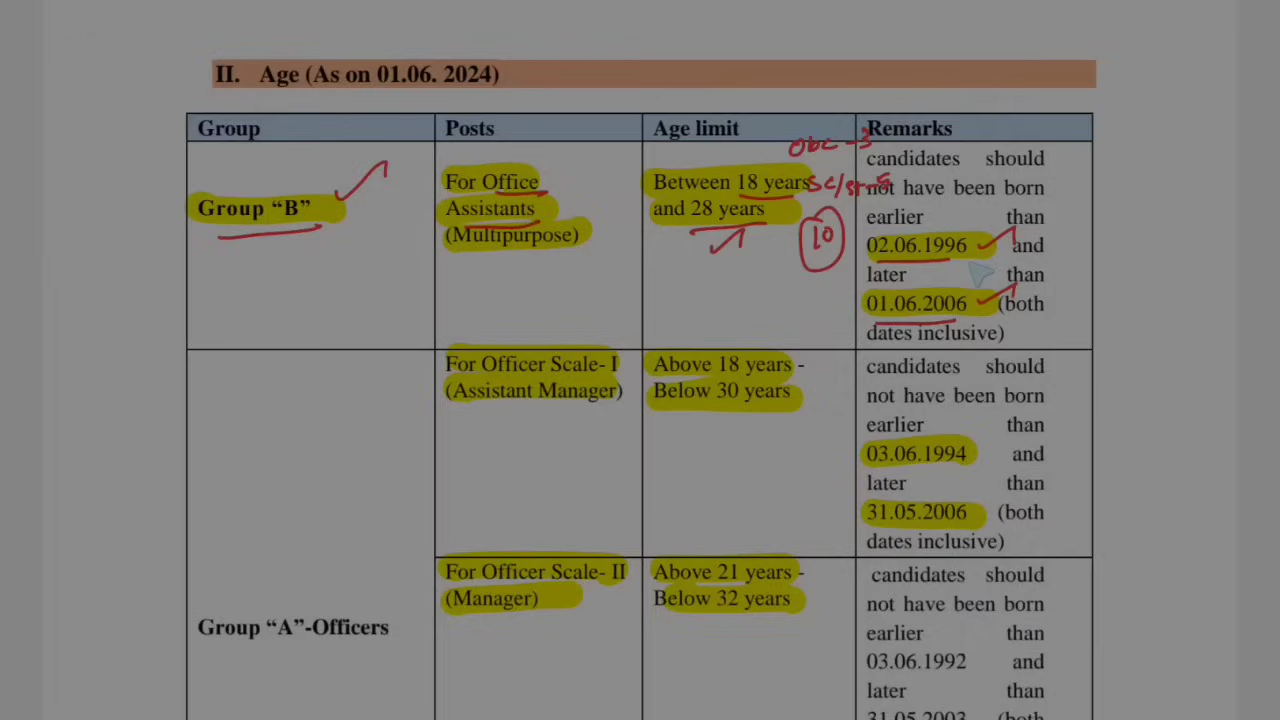 II. Age (As on 01.06. 2024)
Group Posts Age limit Remarks
Group “B”
For Office
Assistants
(Multipurpose)
Between 18 years
and 28 years
obc - 3
sc/st - 5
10
candidates should
not have been born
earlier than
02.06.1996 and
later than
01.06.2006 (both
dates inclusive)
Group “A”-Officers
For Officer Scale- I
(Assistant Manager)
Above 18 years -
Below 30 years
candidates should
not have been born
earlier than
03.06.1994 and
later than
31.05.2006 (both
dates inclusive)
For Officer Scale- II
(Manager)
Above 21 years -
Below 32 years
candidates should
not have been born
earlier than
03.06.1992 and
later than
31.05.2003 (both